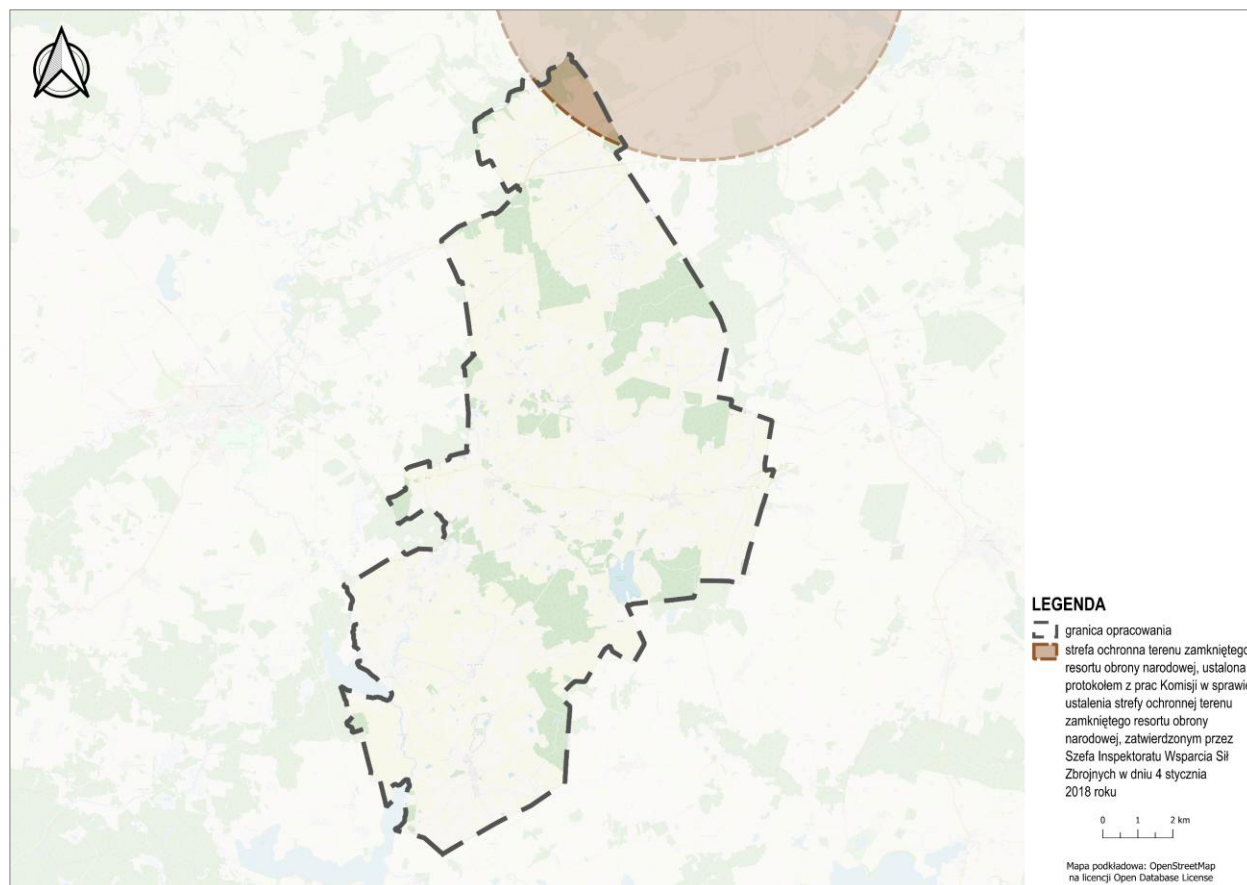 LEGENDA
granica opracowania
strefa ochronna terenu zamkniętego
resortu obrony narodowej, ustalona
protokołem z prac Komisji w sprawie
ustalenia strefy ochronnej terenu
zamkniętego resortu obrony
narodowej, zatwierdzonym przez
Szefa Inspektoratu Wsparcia Sił
Zbrojnych w dniu 4 stycznia
2018 roku
0 1 2 km
Mapa podkładowa: OpenStreetMap
na licencji Open Database License